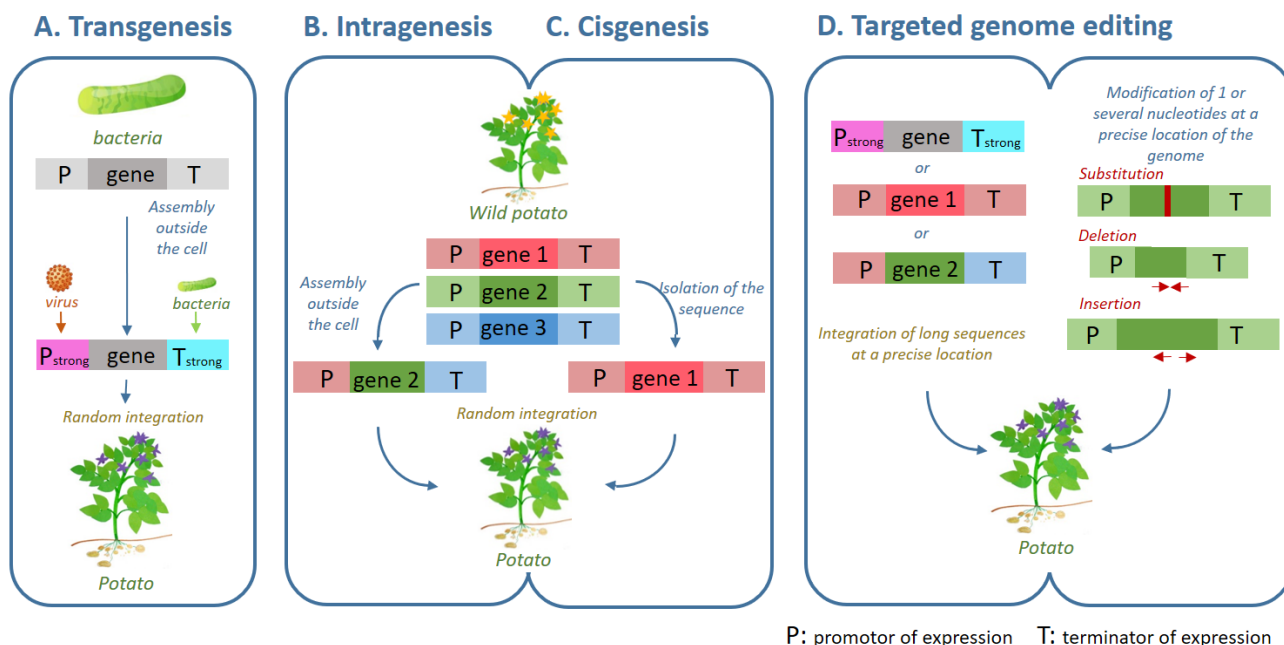 A. Transgenesis
bacteria
P gene T
Assembly
outside
the cell
virus
bacteria
Pstrong gene Tstrong
Random integration
Potato
B. Intragenesis
C. Cisgenesis
Wild potato
P gene 1 T
P gene 2 T
P gene 3 T
Assembly
outside
the cell
Isolation of the
sequence
P gene 2 T
P gene 1 T
Random integration
Potato
D. Targeted genome editing
Pstrong gene Tstrong
or
P gene 1 T
or
P gene 2 T
Integration of long sequences
at a precise location
Modification of 1 or
several nucleotides at a
precise location of the
genome
Substitution
P T
Deletion
P T
Insertion
P T
Potato
P: promotor of expression T: terminator of expression